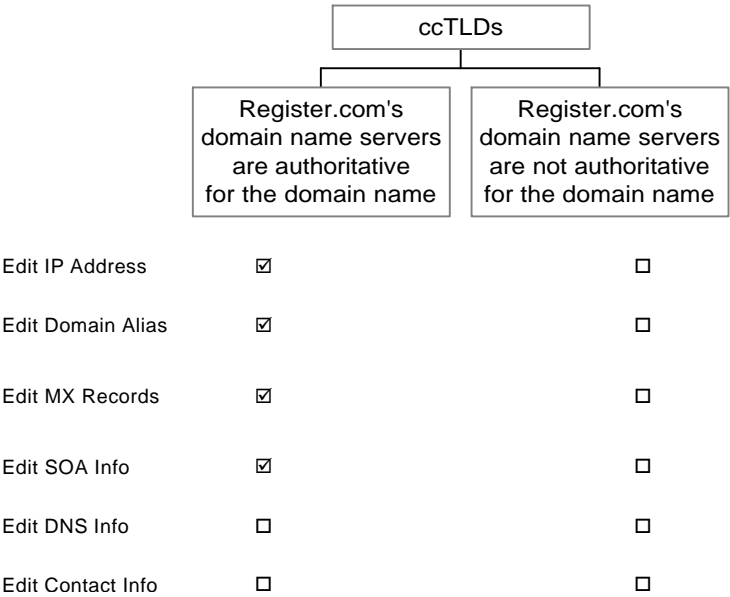 ccTLDs
Register.com's
domain name servers
are authoritative
for the domain name
Register.com's
domain name servers
are not authoritative
for the domain name
Edit IP Address ☑ ☐
Edit Domain Alias ☑ ☐
Edit MX Records ☑ ☐
Edit SOA Info ☑ ☐
Edit DNS Info ☐ ☐
Edit Contact Info ☐ ☐